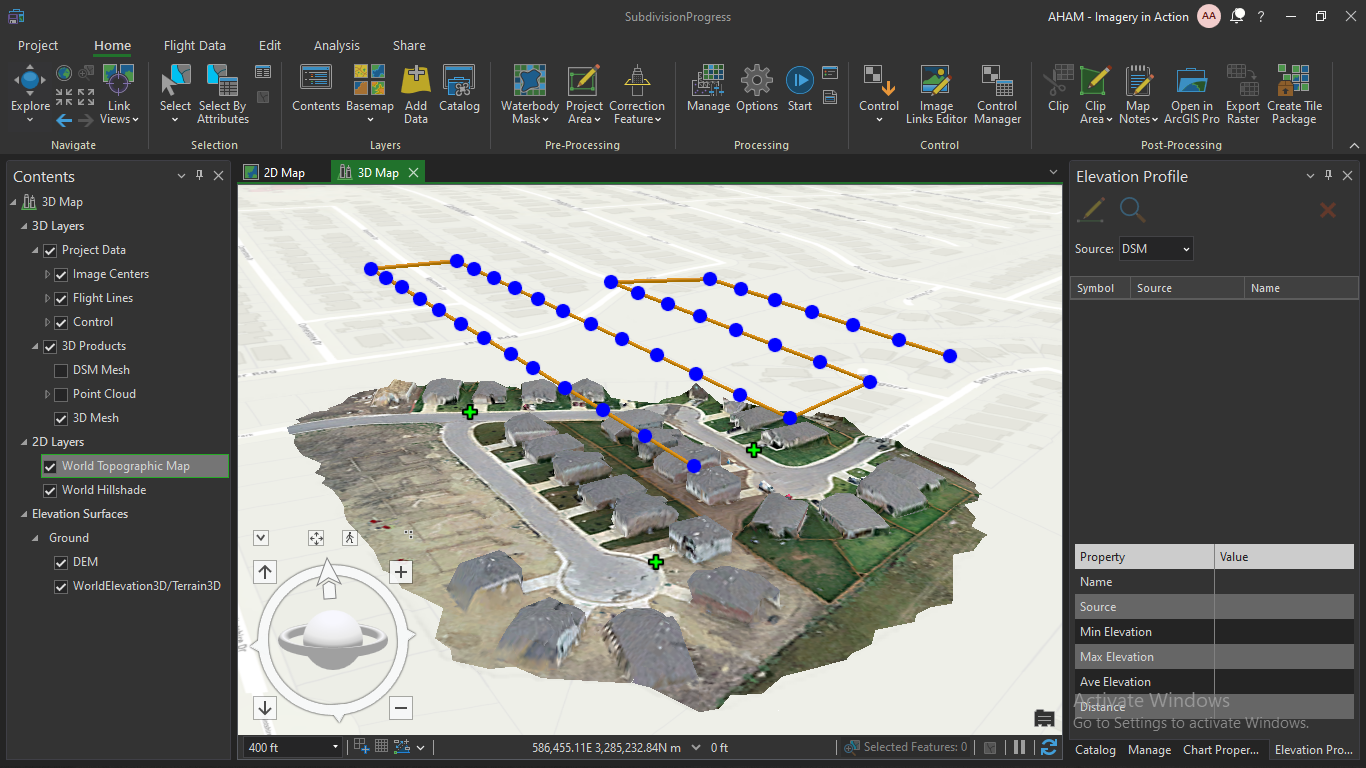 SubdivisionProgress
AHAM - Imagery in Action
AA
?
Project
Home
Flight Data
Edit
Analysis
Share
Explore
Link Views
Navigate
Select
Select By Attributes
Selection
Contents
Basemap
Add Data
Catalog
Layers
Waterbody Mask
Project Area
Correction Feature
Pre-Processing
Manage
Options
Start
Processing
Control
Image Links Editor
Control Manager
Control
Clip
Clip Area
Map Notes
Open in ArcGIS Pro
Export Raster
Create Tile Package
Post-Processing
Contents
3D Map
3D Layers
Project Data
Image Centers
Flight Lines
Control
3D Products
DSM Mesh
Point Cloud
3D Mesh
2D Layers
World Topographic Map
World Hillshade
Elevation Surfaces
Ground
DEM
WorldElevation3D/Terrain3D
2D Map
3D Map
400 ft
586,455.11E 3,285,232.84N m
0 ft
Selected Features: 0
Elevation Profile
Source:
DSM
Symbol
Source
Name
Property
Value
Name
Source
Min Elevation
Max Elevation
Ave Elevation
Distance
Activate Windows
Go to Settings to activate Windows.
Catalog
Manage
Chart Proper...
Elevation Pro...